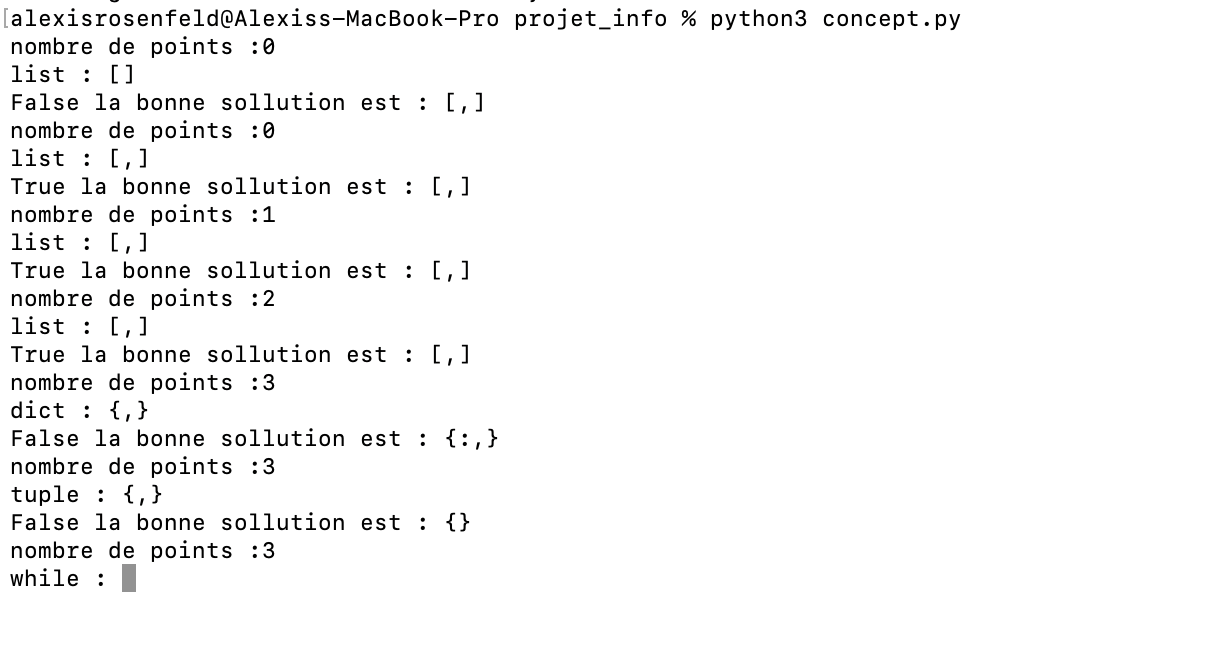 [alexisrosenfeld@Alexiss-MacBook-Pro projet_info % python3 concept.py
nombre de points :0
list : []
False la bonne sollution est : [,]
nombre de points :0
list : [,]
True la bonne sollution est : [,]
nombre de points :1
list : [,]
True la bonne sollution est : [,]
nombre de points :2
list : [,]
True la bonne sollution est : [,]
nombre de points :3
dict : {,}
False la bonne sollution est : {:,}
nombre de points :3
tuple : {,}
False la bonne sollution est : {}
nombre de points :3
while :